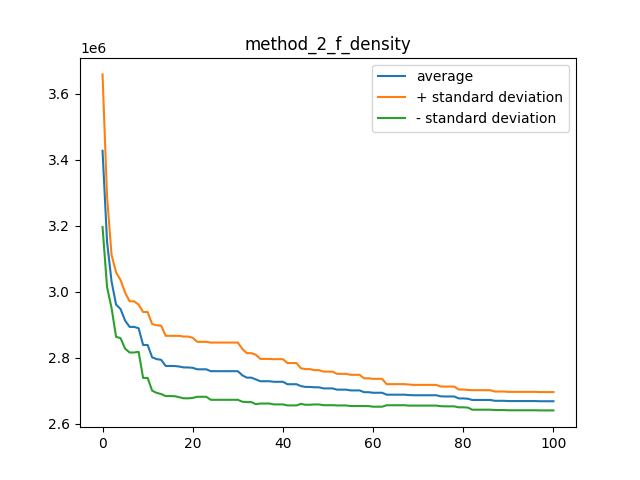 method_2_f_density
1e6
average
+ standard deviation
- standard deviation
3.6
3.4
3.2
3.0
2.8
2.6
0 20 40 60 80 100